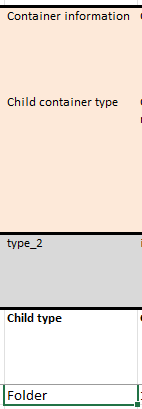 Container information
Child container type
type_2
Child type
Folder